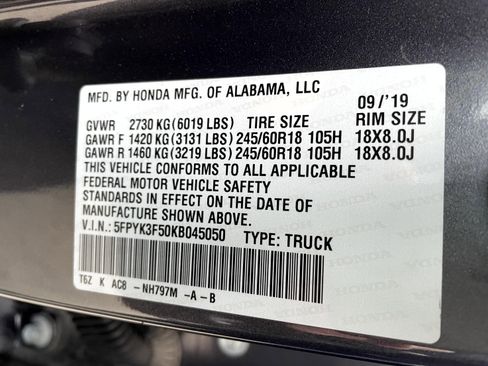 MFD. BY HONDA MFG. OF ALABAMA, LLC 09/'19
GVWR 2730 KG (6019 LBS) TIRE SIZE RIM SIZE
GAWR F 1420 KG (3131 LBS) 245/60R18 105H 18X8.0J
GAWR R 1460 KG (3219 LBS) 245/60R18 105H 18X8.0J
THIS VEHICLE CONFORMS TO ALL APPLICABLE
FEDERAL MOTOR VEHICLE SAFETY
STANDARDS IN EFFECT ON THE DATE OF
MANUFACTURE SHOWN ABOVE.
V.I.N.: 5FPYK3F50KB045050 TYPE: TRUCK
T6Z K AC8 -NH797M -A-B